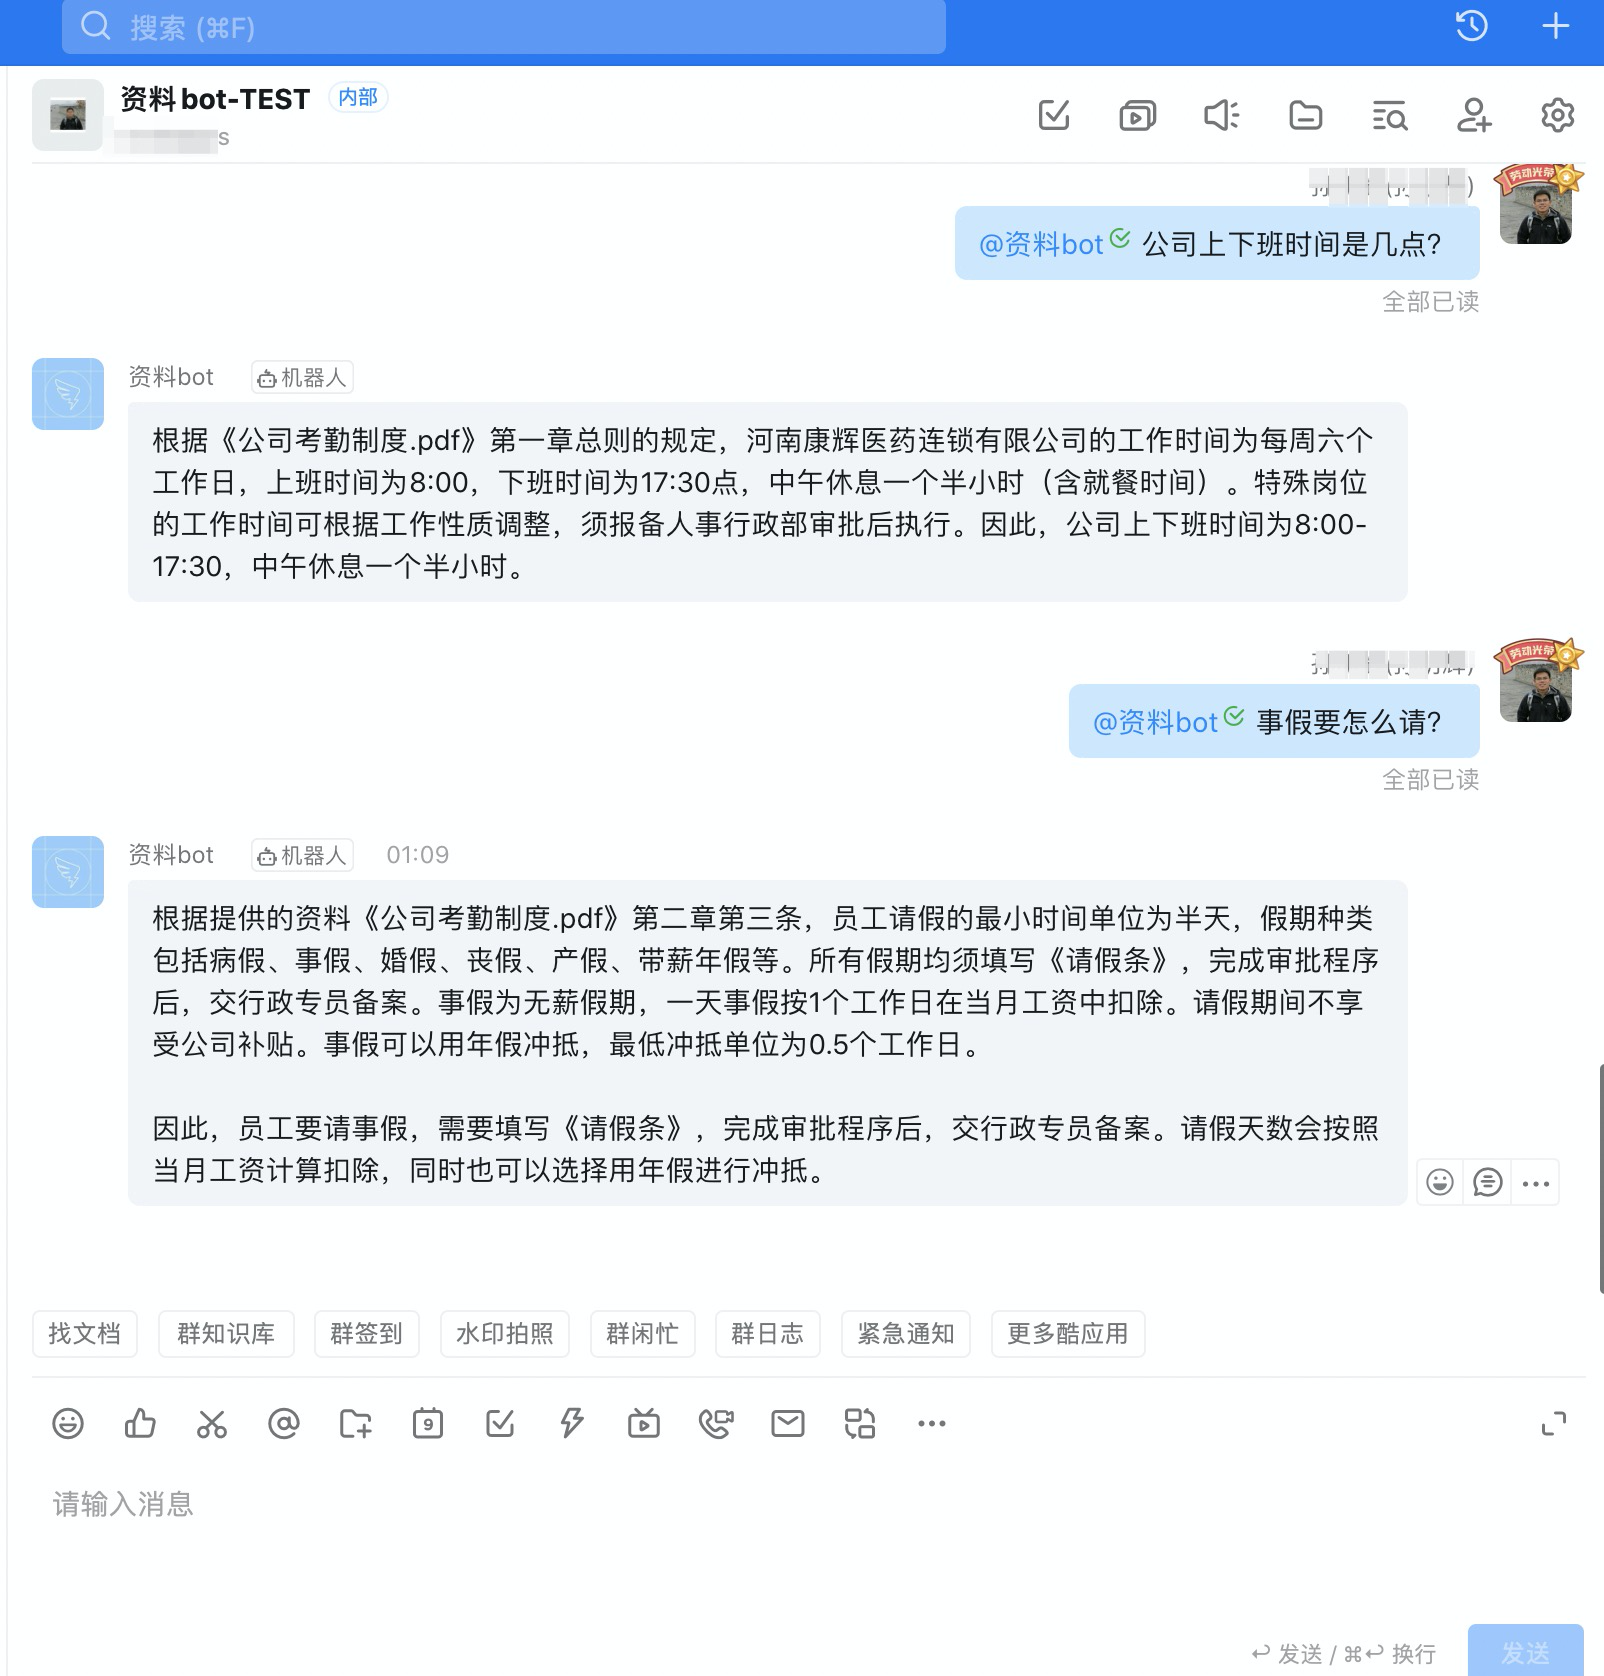 搜索 (⌘F)
资料bot-TEST 内部
s
@资料bot 公司上下班时间是几点?
全部已读
资料bot 机器人
根据《公司考勤制度.pdf》第一章总则的规定，河南康辉医药连锁有限公司的工作时间为每周六个
工作日，上班时间为8:00，下班时间为17:30点，中午休息一个半小时（含就餐时间）。特殊岗位
的工作时间可根据工作性质调整，须报备人事行政部审批后执行。因此，公司上下班时间为8:00-
17:30，中午休息一个半小时。
劳动光荣
@资料bot 事假要怎么请?
全部已读
资料bot 机器人 01:09
根据提供的资料《公司考勤制度.pdf》第二章第三条，员工请假的最小时间单位为半天，假期种类
包括病假、事假、婚假、丧假、产假、带薪年假等。所有假期均须填写《请假条》，完成审批程序
后，交行政专员备案。事假为无薪假期，一天事假按1个工作日在当月工资中扣除。请假期间不享
受公司补贴。事假可以用年假冲抵，最低冲抵单位为0.5个工作日。
因此，员工要请事假，需要填写《请假条》，完成审批程序后，交行政专员备案。请假天数会按照
当月工资计算扣除，同时也可以选择用年假进行冲抵。
找文档 群知识库 群签到 水印拍照 群闲忙 群日志 紧急通知 更多酷应用
9
请输入消息
↩ 发送 / ⌘↩ 换行 发送